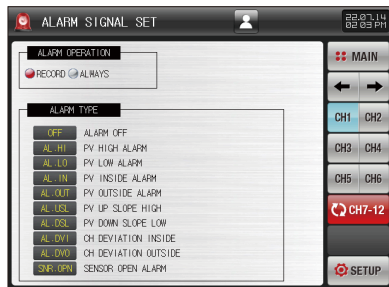 ALARM SIGNAL SET
22.07.14
02:03 PM
ALARM OPERATION
RECORD ALWAYS
ALARM TYPE
OFF ALARM OFF
AL.HI PV HIGH ALARM
AL.LO PV LOW ALARM
AL.IN PV INSIDE ALARM
AL.OUT PV OUTSIDE ALARM
AL.USL PV UP SLOPE HIGH
AL.DSL PV DOWN SLOPE LOW
AL.DVI CH DEVIATION INSIDE
AL.DVO CH DEVIATION OUTSIDE
SNR.OPN SENSOR OPEN ALARM
MAIN
CH1 CH2
CH3 CH4
CH5 CH6
CH7-12
SETUP